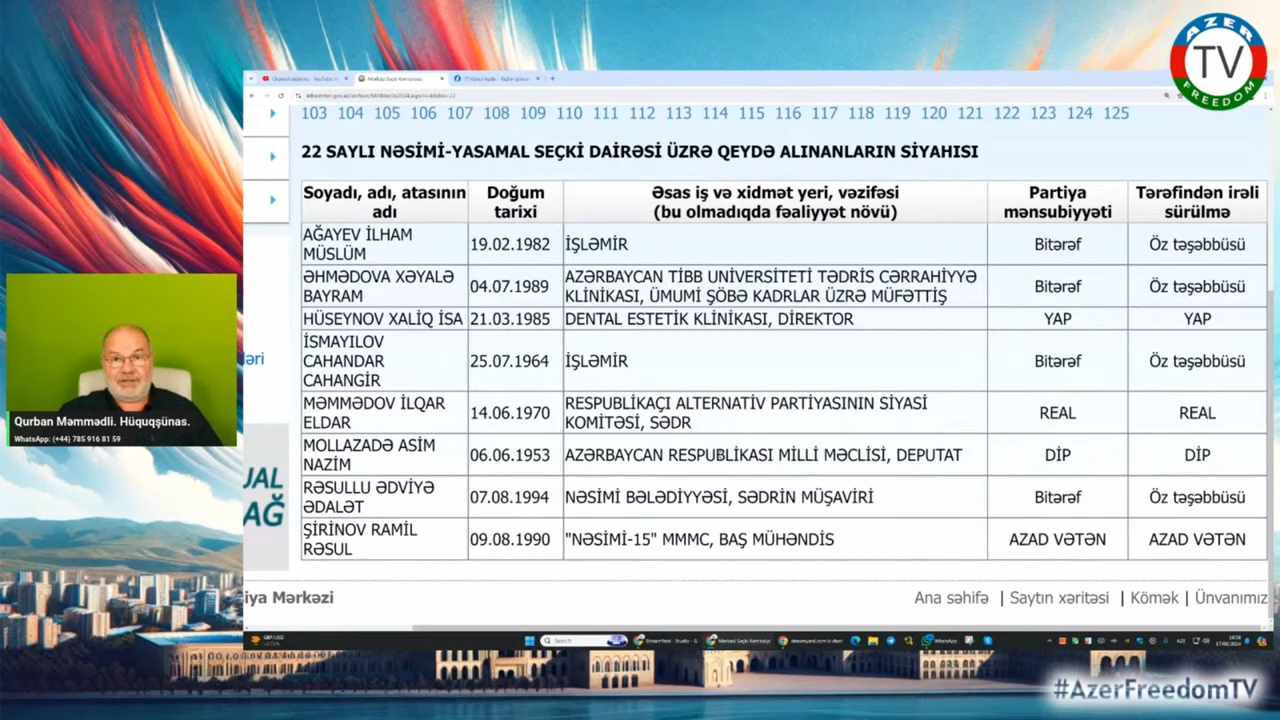 AZER
TV
FREEDOM
Merkezi Seçki Komissiyası
103 104 105 106 107 108 109 110 111 112 113 114 115 116 117 118 119 120 121 122 123 124 125
22 SAYLI NƏSİMİ-YASAMAL SEÇKİ DAİRƏSİ ÜZRƏ QEYDƏ ALINANLARIN SİYAHISI
Soyadı, adı, atasının adı Doğum tarixi Əsas iş və xidmət yeri, vəzifəsi (bu olmadıqda fəaliyyət növü) Partiya mənsubiyyəti Tərəfindən irəli sürülmə
AĞAYEV İLHAM MÜSLÜM 19.02.1982 İŞLƏMİR Bitərəf Öz təşəbbüsü
ƏHMƏDOVA XƏYALƏ BAYRAM 04.07.1989 AZƏRBAYCAN TİBB UNİVERSİTETİ TƏDRİS CƏRRAHİYYƏ KLİNİKASI, ÜMUMİ ŞÖBƏ KADRLAR ÜZRƏ MÜFƏTTİŞ Bitərəf Öz təşəbbüsü
HÜSEYNOV XALİQ İSA 21.03.1985 DENTAL ESTETİK KLİNİKASI, DİREKTOR YAP YAP
İSMAYILOV CAHANDAR CAHANGİR 25.07.1964 İŞLƏMİR Bitərəf Öz təşəbbüsü
MƏMMƏDOV İLQAR ELDAR 14.06.1970 RESPUBLİKAÇI ALTERNATİV PARTİYASININ SİYASİ KOMİTƏSİ, SƏDR REAL REAL
MOLLAZADƏ ASİM NAZİM 06.06.1953 AZƏRBAYCAN RESPUBLİKASI MİLLİ MƏCLİSİ, DEPUTAT DİP DİP
RƏSULLU ƏDVİYƏ ƏDALƏT 07.08.1994 NƏSİMİ BƏLƏDİYYƏSİ, SƏDRİN MÜŞAVİRİ Bitərəf Öz təşəbbüsü
ŞİRİNOV RAMİL RƏSUL 09.08.1990 "NƏSİMİ-15" MMMC, BAŞ MÜHƏNDİS AZAD VƏTƏN AZAD VƏTƏN
əri
UAL
AĞ
iya Mərkəzi
Ana səhifə | Saytın xəritəsi | Kömək | Ünvanımız
Qurban Məmmədli. Hüquqşünas.
WhatsApp: (+44) 785 916 81 59
Search
WhatsApp
#AzerFreedomTV